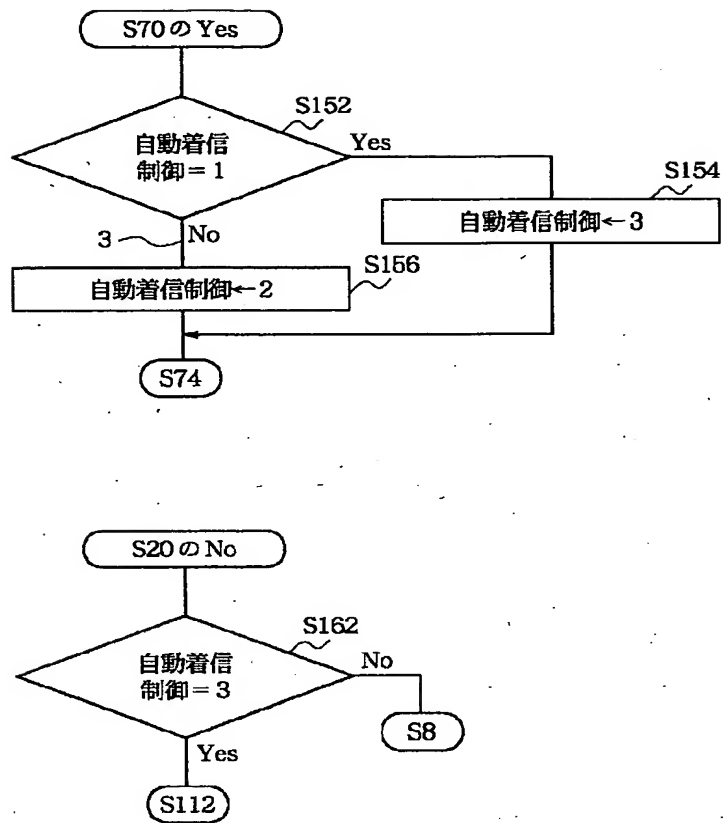 S70のYes
S152
自動着信
制御=1
Yes
S154
自動着信制御←3
3
No
S156
自動着信制御←2
S74
S20のNo
S162
自動着信
制御=3
No
S8
Yes
S112